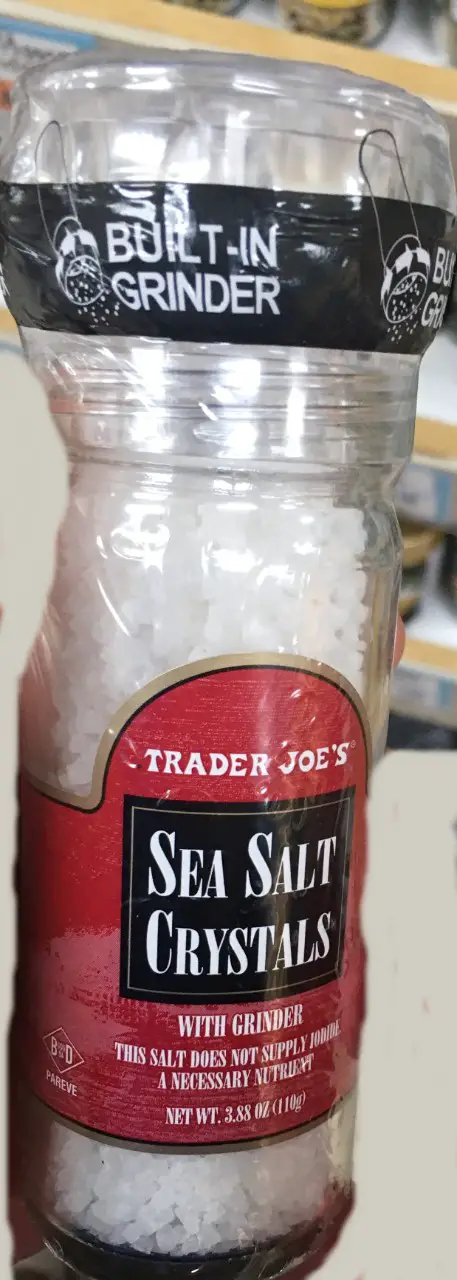 BUILT-IN
GRINDER
TRADER JOE'S
SEA SALT
CRYSTALS
WITH GRINDER
THIS SALT DOES NOT SUPPLY IODIDE
A NECESSARY NUTRIENT
B&D
PAREVE
NET WT. 3.88 OZ (110g)